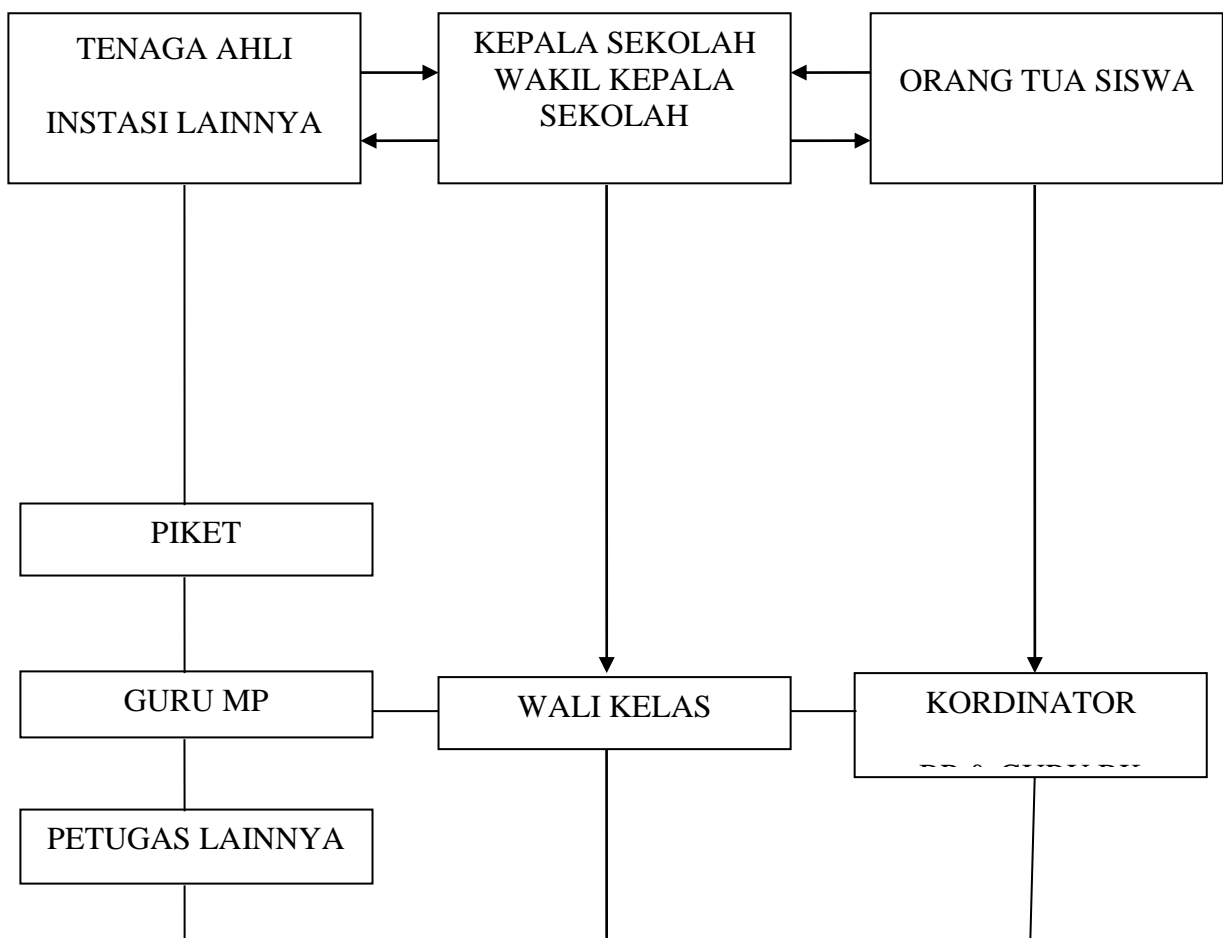 TENAGA AHLI
INSTASI LAINNYA
KEPALA SEKOLAH
WAKIL KEPALA
SEKOLAH
ORANG TUA SISWA
PIKET
GURU MP
WALI KELAS
KORDINATOR
PETUGAS LAINNYA